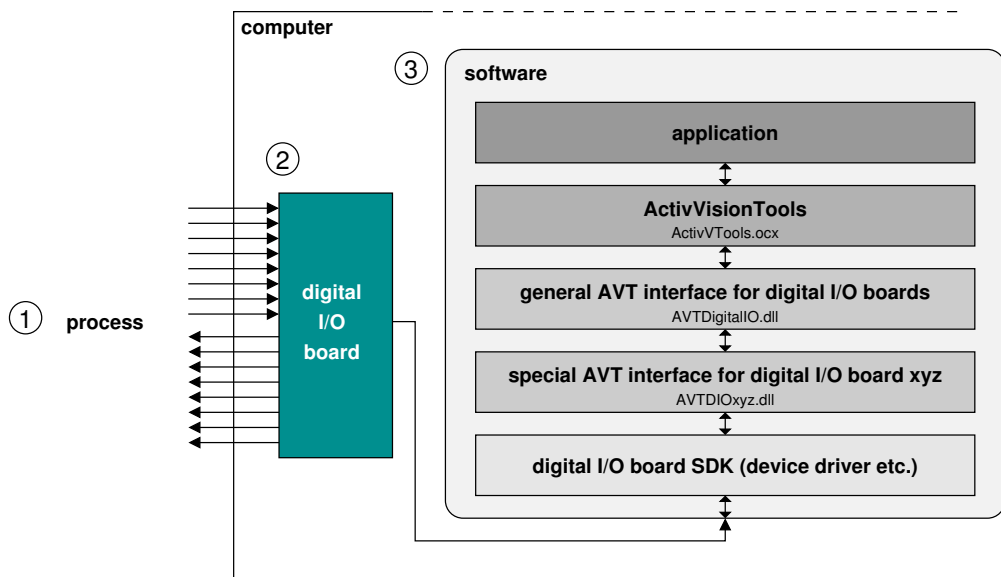 computer
3
software
application
2
ActivVisionTools
ActivVTools.ocx
general AVT interface for digital I/O boards
AVTDigitalIO.dll
digital
I/O
board
1
process
special AVT interface for digital I/O board xyz
AVTDIOxyz.dll
digital I/O board SDK (device driver etc.)